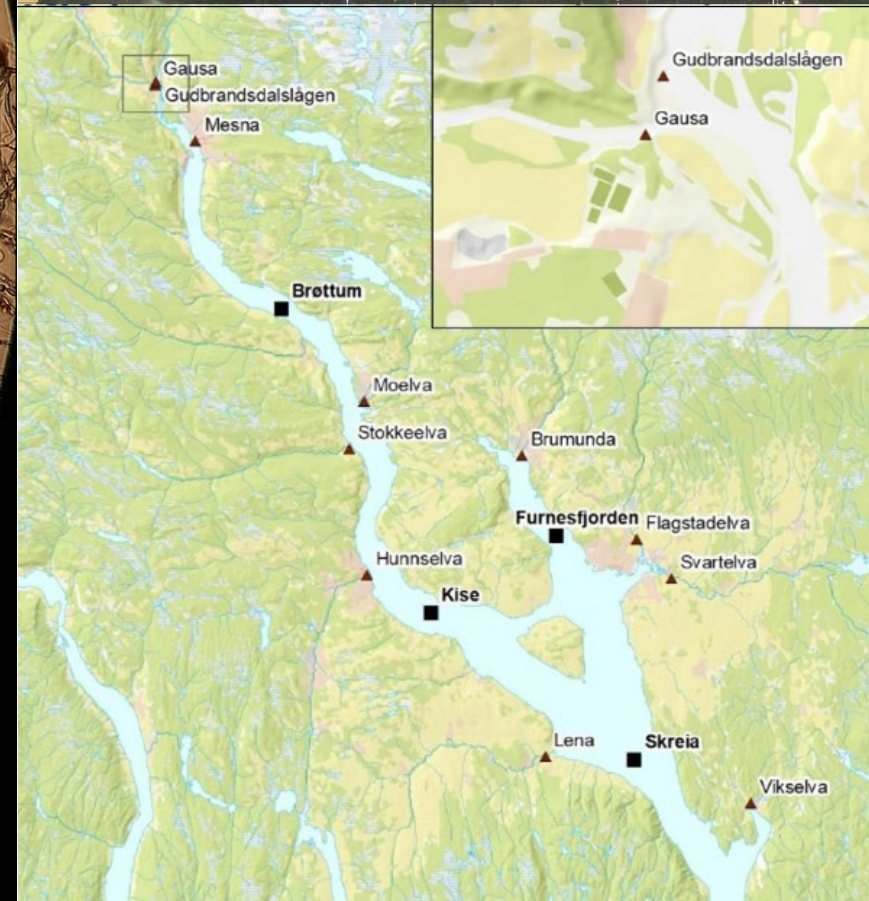 Gausa
Gudbrandsdalslågen
Mesna
Brøttum
Moelva
Stokkeelva
Brumunda
Furnesfjorden
Flagstadelva
Svartelva
Hunnselva
Kise
Lena
Skreia
Vikselva
Gudbrandsdalslågen
Gausa